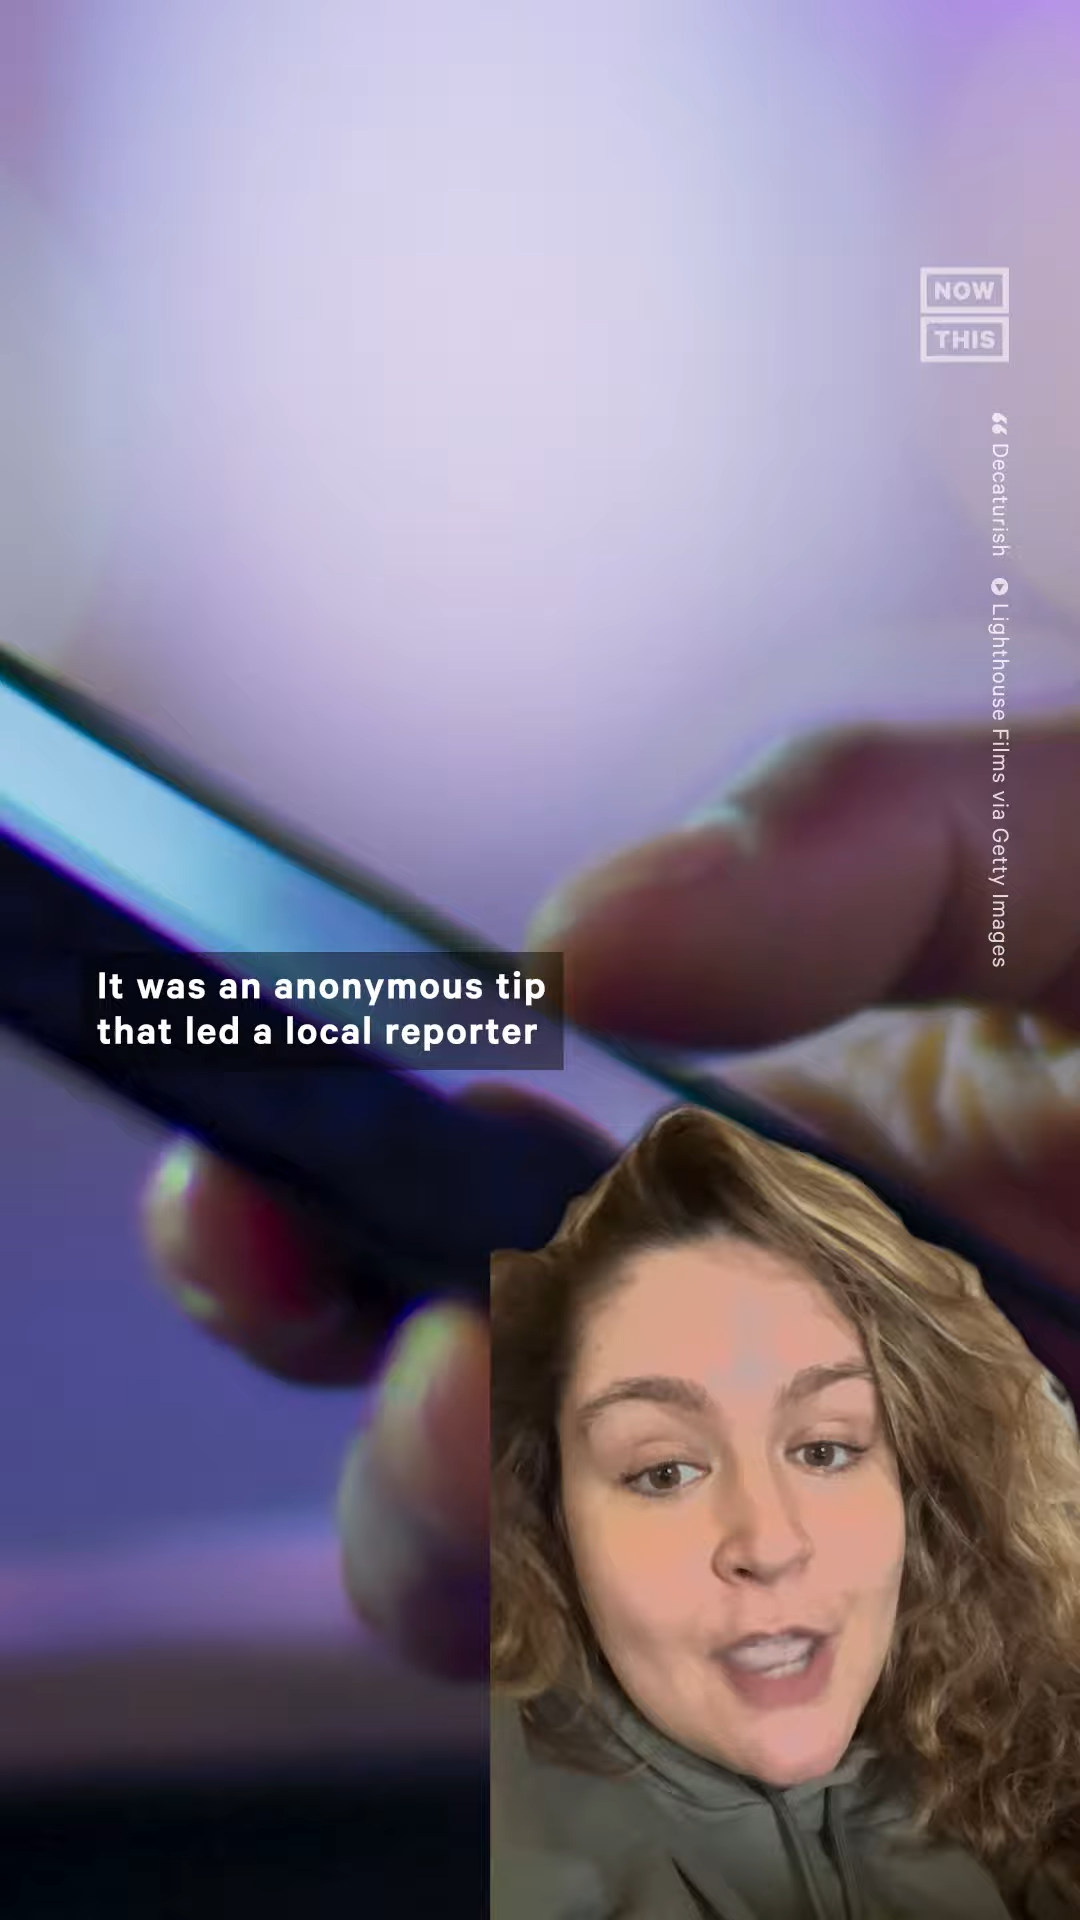 NOW
THIS
“ Decaturish Lighthouse Films via Getty Images
It was an anonymous tip
that led a local reporter